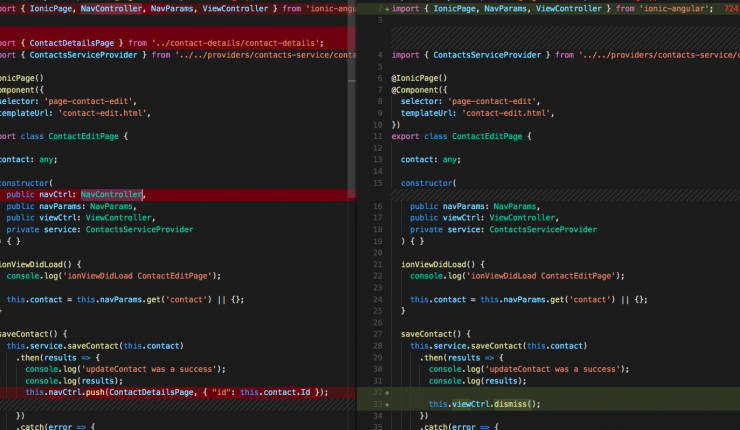 port { IonicPage, NavController, NavParams, ViewController } from 'ionic-angu
port { ContactDetailsPage } from '../contact-details/contact-details';
port { ContactsServiceProvider } from '../../providers/contacts-service/conta
onicPage()
omponent({
selector: 'page-contact-edit',
templateUrl: 'contact-edit.html',
port class ContactEditPage {
contact: any;
constructor(
public navCtrl: NavController,
public navParams: NavParams,
public viewCtrl: ViewController,
private service: ContactsServiceProvider
) { }
ionViewDidLoad() {
console.log('ionViewDidLoad ContactEditPage');
this.contact = this.navParams.get('contact') || {};
}
saveContact() {
this.service.saveContact(this.contact)
.then(results => {
console.log('updateContact was a success');
console.log(results);
this.navCtrl.push(ContactDetailsPage, { "id": this.contact.Id });
})
.catch(error => {
2 + import { IonicPage, NavParams, ViewController } from 'ionic-angular'; 724
3
4 import { ContactsServiceProvider } from '../../providers/contacts-service/co
5
6 @IonicPage()
7 @Component({
8 selector: 'page-contact-edit',
9 templateUrl: 'contact-edit.html',
10 })
11 export class ContactEditPage {
12
13 contact: any;
14
15 constructor(
16 public navParams: NavParams,
17 public viewCtrl: ViewController,
18 private service: ContactsServiceProvider
19 ) { }
20
21 ionViewDidLoad() {
22 console.log('ionViewDidLoad ContactEditPage');
23
24 this.contact = this.navParams.get('contact') || {};
25 }
26
27 saveContact() {
28 this.service.saveContact(this.contact)
29 .then(results => {
30 console.log('updateContact was a success');
31 console.log(results);
32 +
33 + this.viewCtrl.dismiss();
34 })
35 .catch(error => {